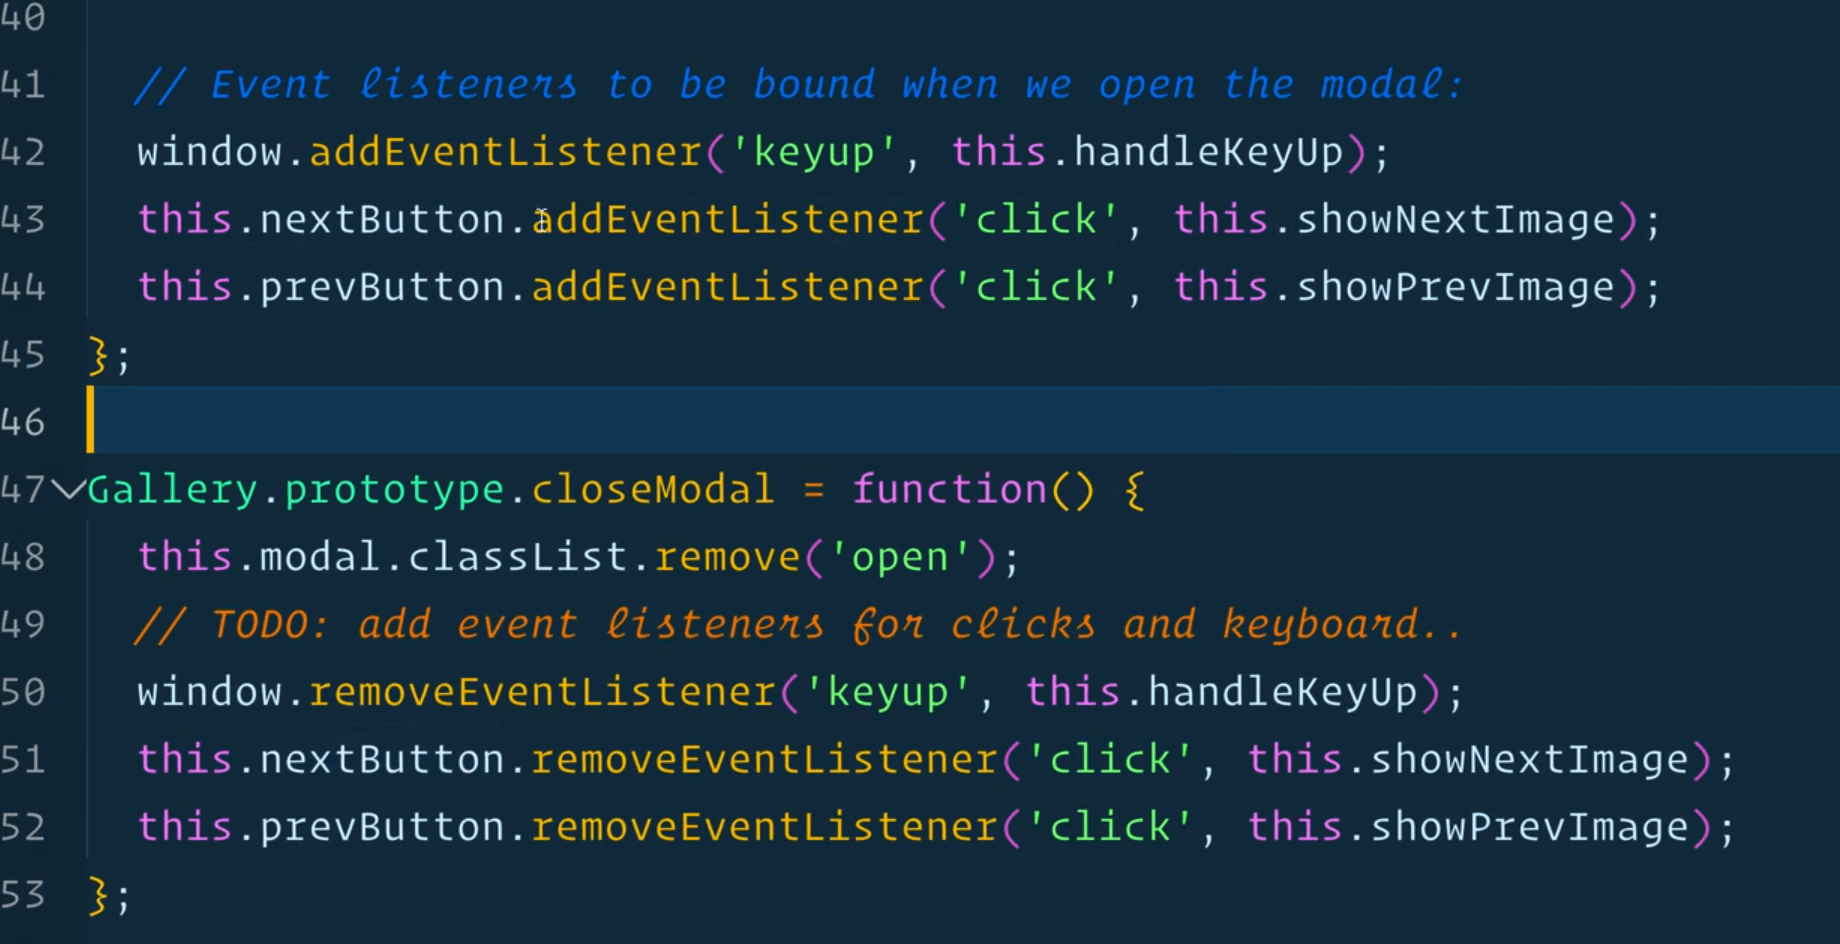 40
41 // Event listeners to be bound when we open the modal:
42 window.addEventListener('keyup', this.handleKeyUp);
43 this.nextButton.addEventListener('click', this.showNextImage);
44 this.prevButton.addEventListener('click', this.showPrevImage);
45 };
46
47 Gallery.prototype.closeModal = function() {
48 this.modal.classList.remove('open');
49 // TODO: add event listeners for clicks and keyboard..
50 window.removeEventListener('keyup', this.handleKeyUp);
51 this.nextButton.removeEventListener('click', this.showNextImage);
52 this.prevButton.removeEventListener('click', this.showPrevImage);
53 };